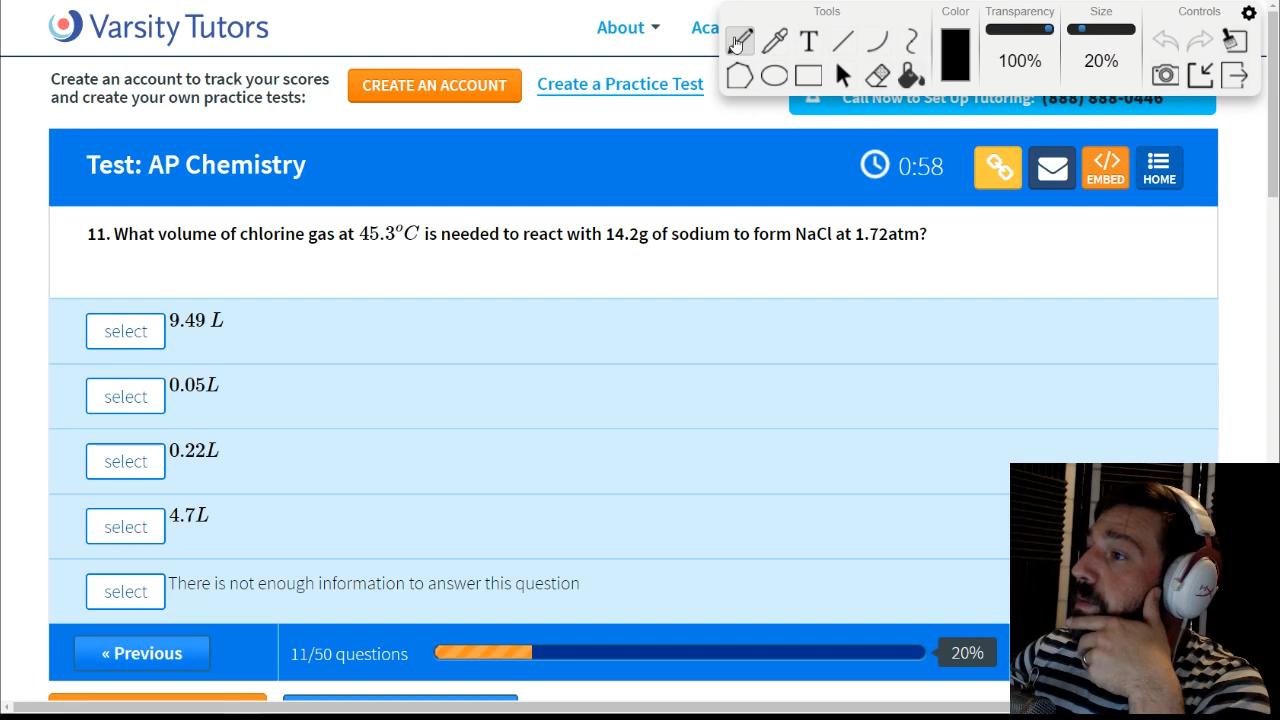 Varsity Tutors
About
Aca
Tools
Color
Transparency
Size
Controls
T
100%
20%
Create an account to track your scores
and create your own practice tests:
CREATE AN ACCOUNT
Create a Practice Test
Call Now to Set Up Tutoring: (888) 888-0446
Test: AP Chemistry
0:58
</>
EMBED
HOME
11. What volume of chlorine gas at 45.3°C is needed to react with 14.2g of sodium to form NaCl at 1.72atm?
select 9.49 L
select 0.05L
select 0.22L
select 4.7L
select There is not enough information to answer this question
« Previous
11/50 questions
20%